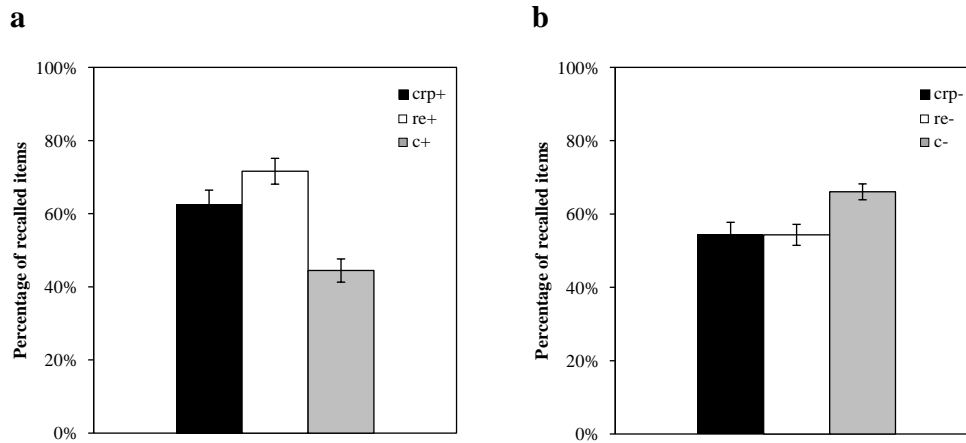 a
Percentage of recalled items
100%
80%
60%
40%
20%
0%
crp+
re+
c+
b
Percentage of recalled items
100%
80%
60%
40%
20%
0%
crp-
re-
c-